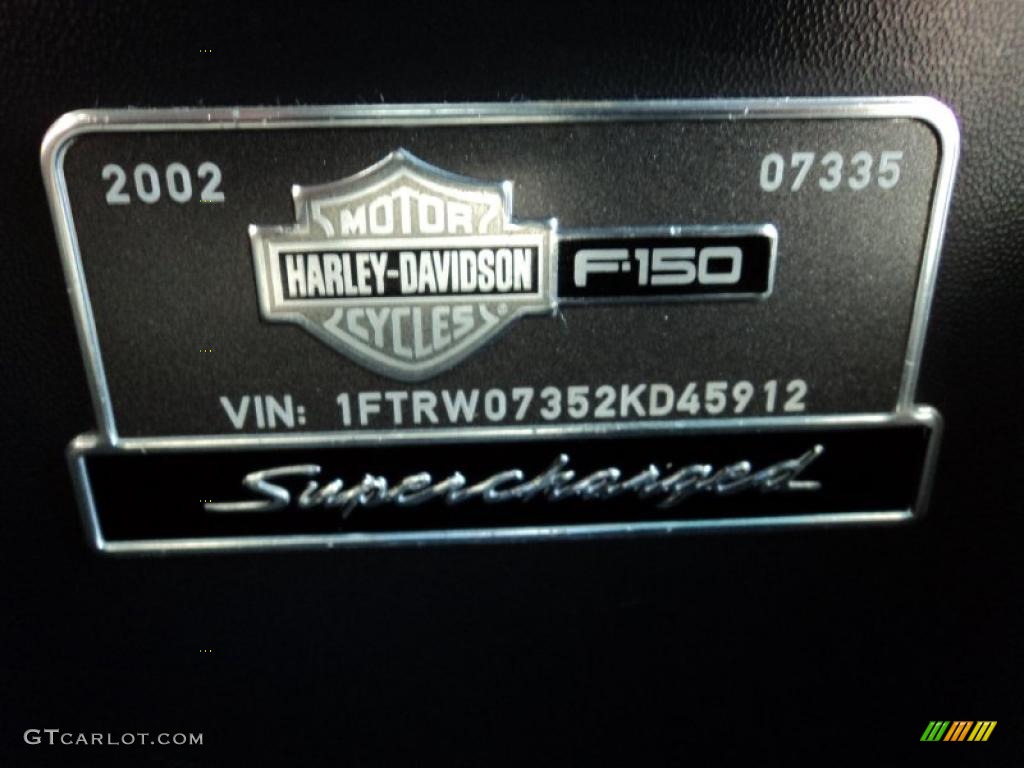 2002
07335
MOTOR
HARLEY-DAVIDSON
CYCLES®
F-150
VIN: 1FTRW07352KD45912
Supercharged
GTCARLOT.COM